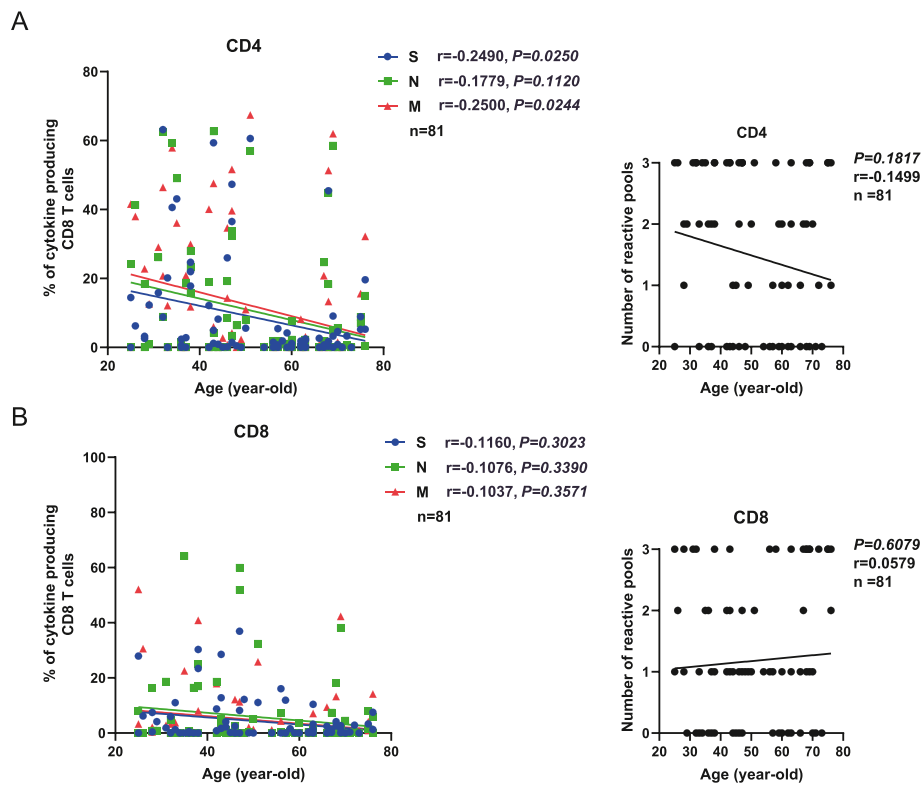 A
CD4
S r=-0.2490, P=0.0250
N r=-0.1779, P=0.1120
M r=-0.2500, P=0.0244
n=81
% of cytokine producing
CD8 T cells
80
60
40
20
0
20 40 60 80
Age (year-old)
CD4
P=0.1817
r=-0.1499
n =81
Number of reactive pools
3
2
1
0
20 30 40 50 60 70 80
Age (year-old)
B
CD8
S r=-0.1160, P=0.3023
N r=-0.1076, P=0.3390
M r=-0.1037, P=0.3571
n=81
% of cytokine producing
CD8 T cells
100
80
60
40
20
0
20 40 60 80
Age (year-old)
CD8
P=0.6079
r=0.0579
n =81
Number of reactive pools
3
2
1
0
20 30 40 50 60 70 80
Age (year-old)